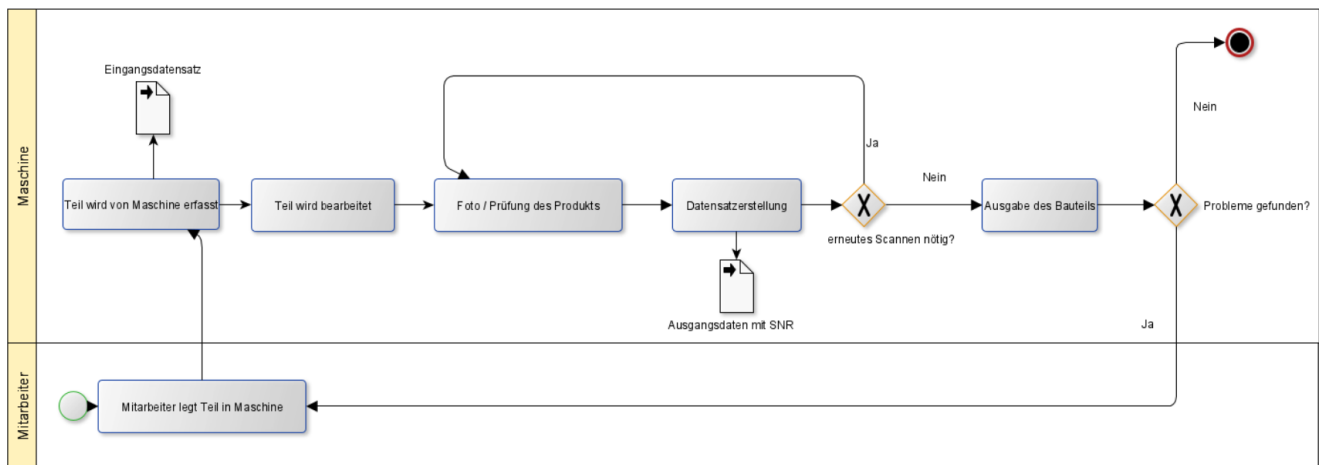 Maschine
Eingangsdatensatz
Teil wird von Maschine erfasst
Teil wird bearbeitet
Foto / Prüfung des Produkts
Datensatzerstellung
Ausgangsdaten mit SNR
Ja
X
erneutes Scannen nötig?
Nein
Ausgabe des Bauteils
X
Probleme gefunden?
Nein
Ja
Mitarbeiter
Mitarbeiter legt Teil in Maschine